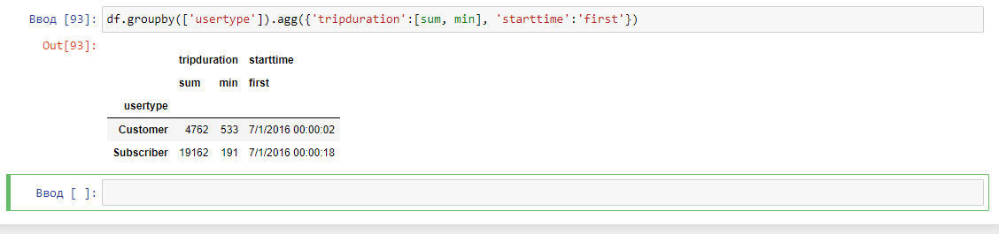 Ввод [93]: df.groupby(['usertype']).agg({'tripduration':[sum, min], 'starttime':'first'})
Out[93]:
tripduration starttime
sum min first
usertype
Customer 4762 533 7/1/2016 00:00:02
Subscriber 19162 191 7/1/2016 00:00:18
Ввод [ ]: